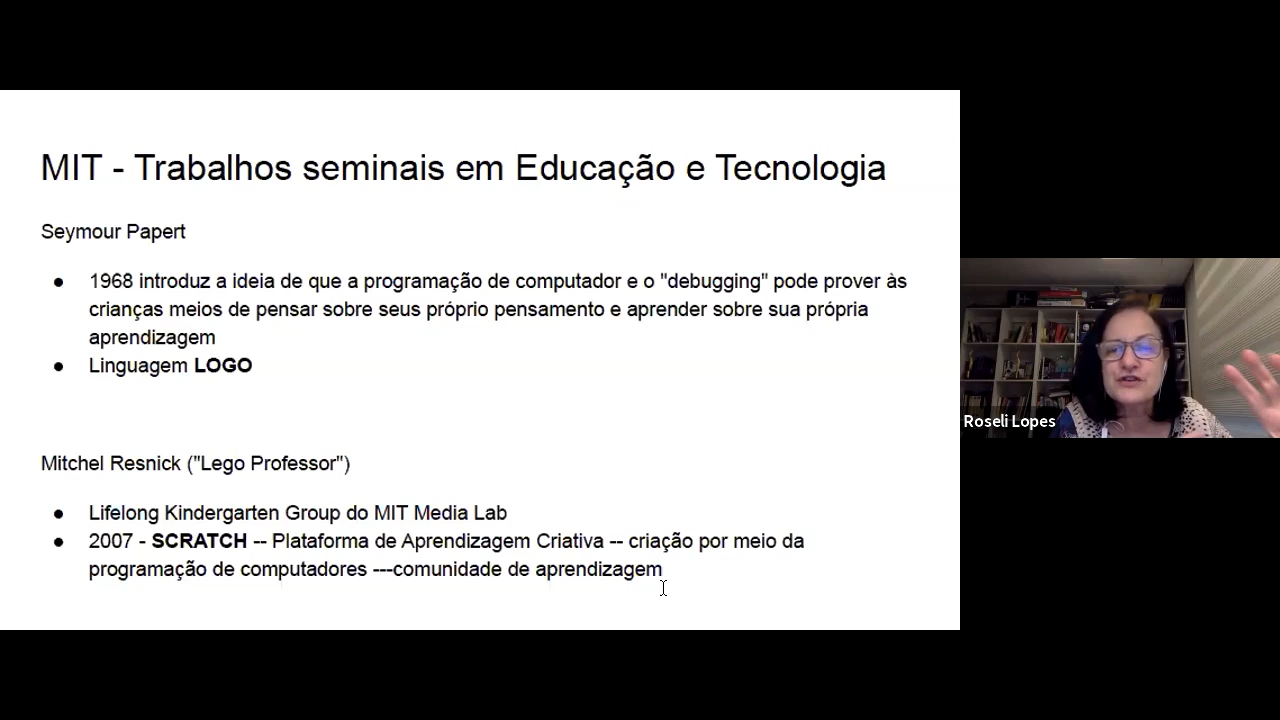 MIT - Trabalhos seminais em Educação e Tecnologia
Seymour Papert
● 1968 introduz a ideia de que a programação de computador e o "debugging" pode prover às
crianças meios de pensar sobre seus próprio pensamento e aprender sobre sua própria
aprendizagem
● Linguagem LOGO
Mitchel Resnick ("Lego Professor")
● Lifelong Kindergarten Group do MIT Media Lab
● 2007 - SCRATCH -- Plataforma de Aprendizagem Criativa -- criação por meio da
programação de computadores ---comunidade de aprendizagem
Roseli Lopes